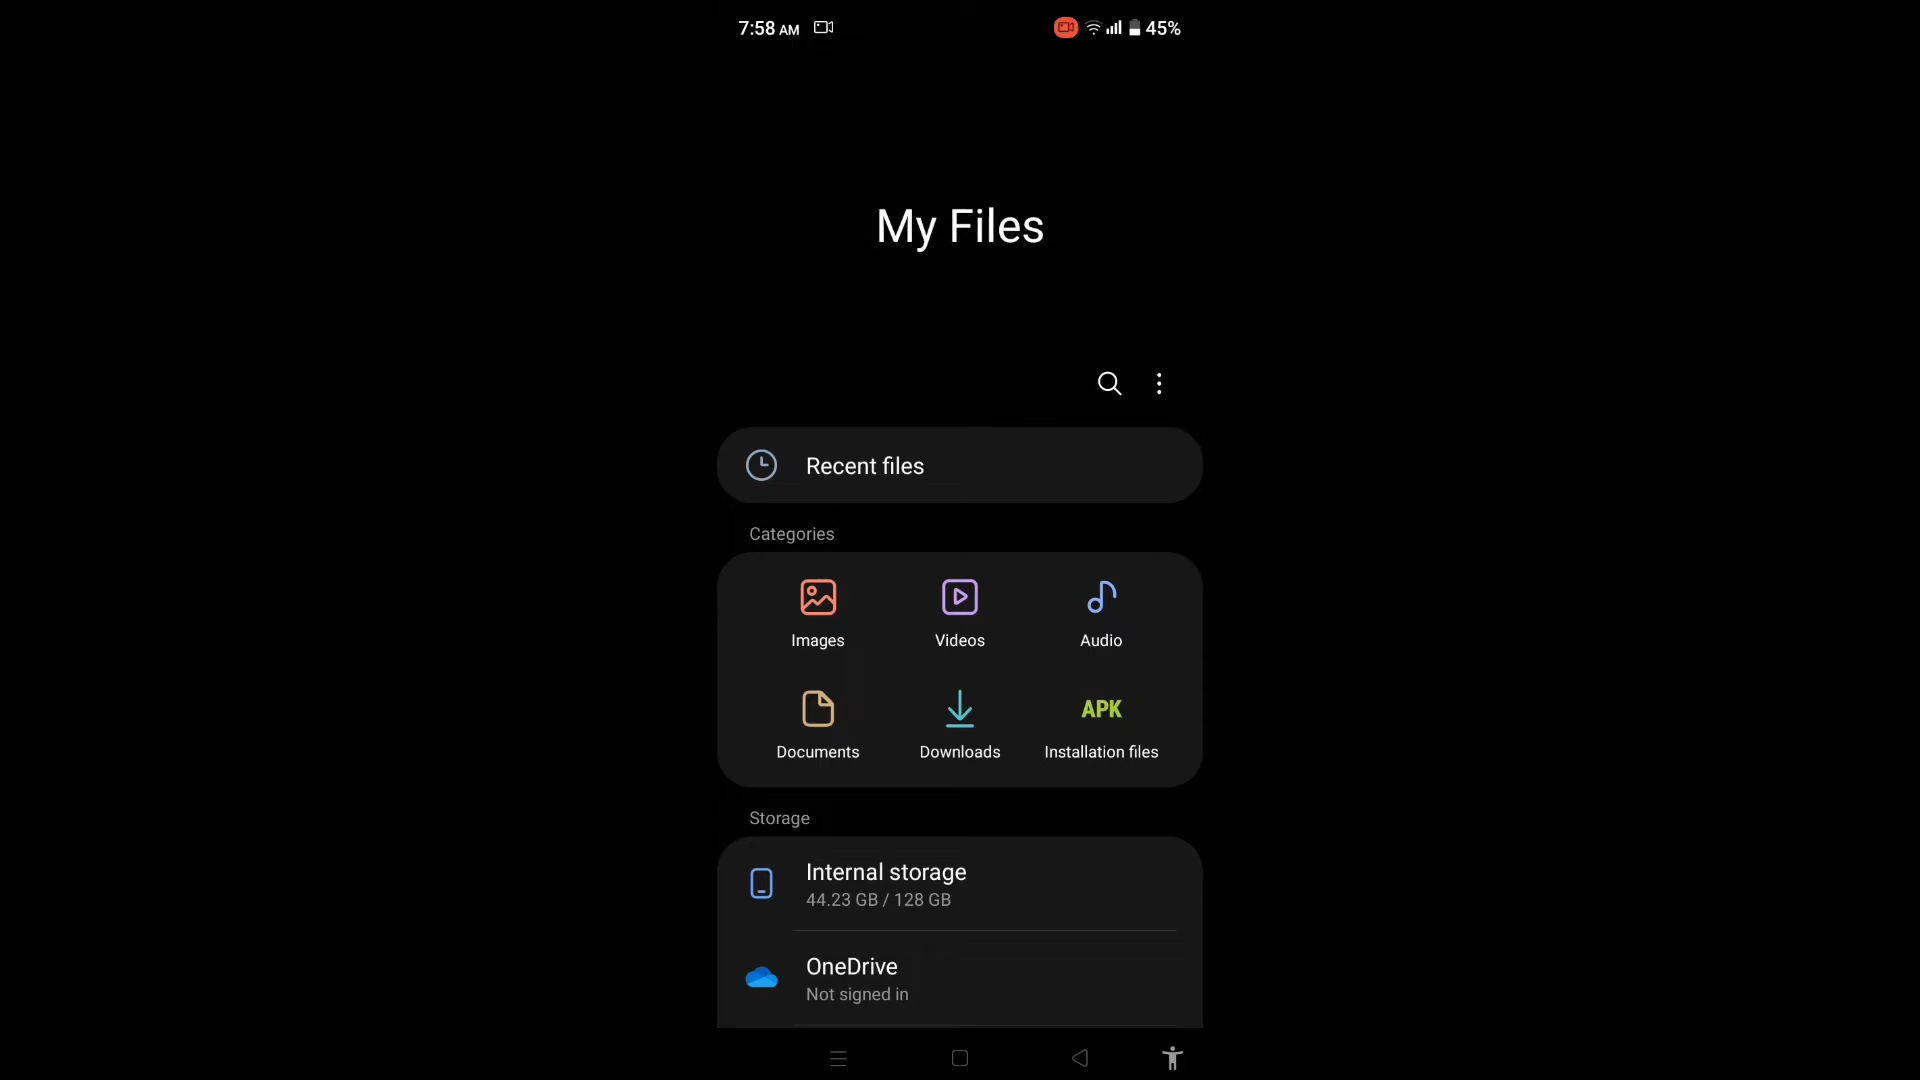 7:58 AM
45%
My Files
Recent files
Categories
Images
Videos
Audio
Documents
Downloads
APK
Installation files
Storage
Internal storage
44.23 GB / 128 GB
OneDrive
Not signed in